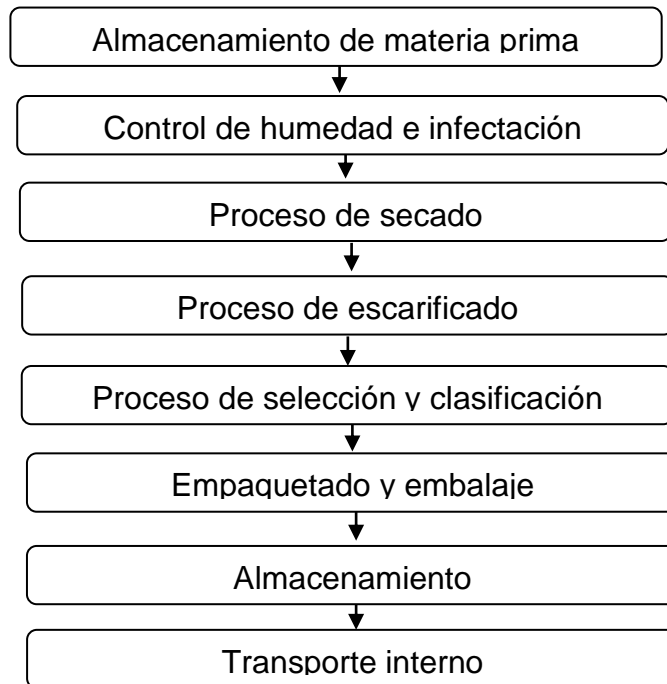 Almacenamiento de materia prima
Control de humedad e infectación
Proceso de secado
Proceso de escarificado
Proceso de selección y clasificación
Empaquetado y embalaje
Almacenamiento
Transporte interno